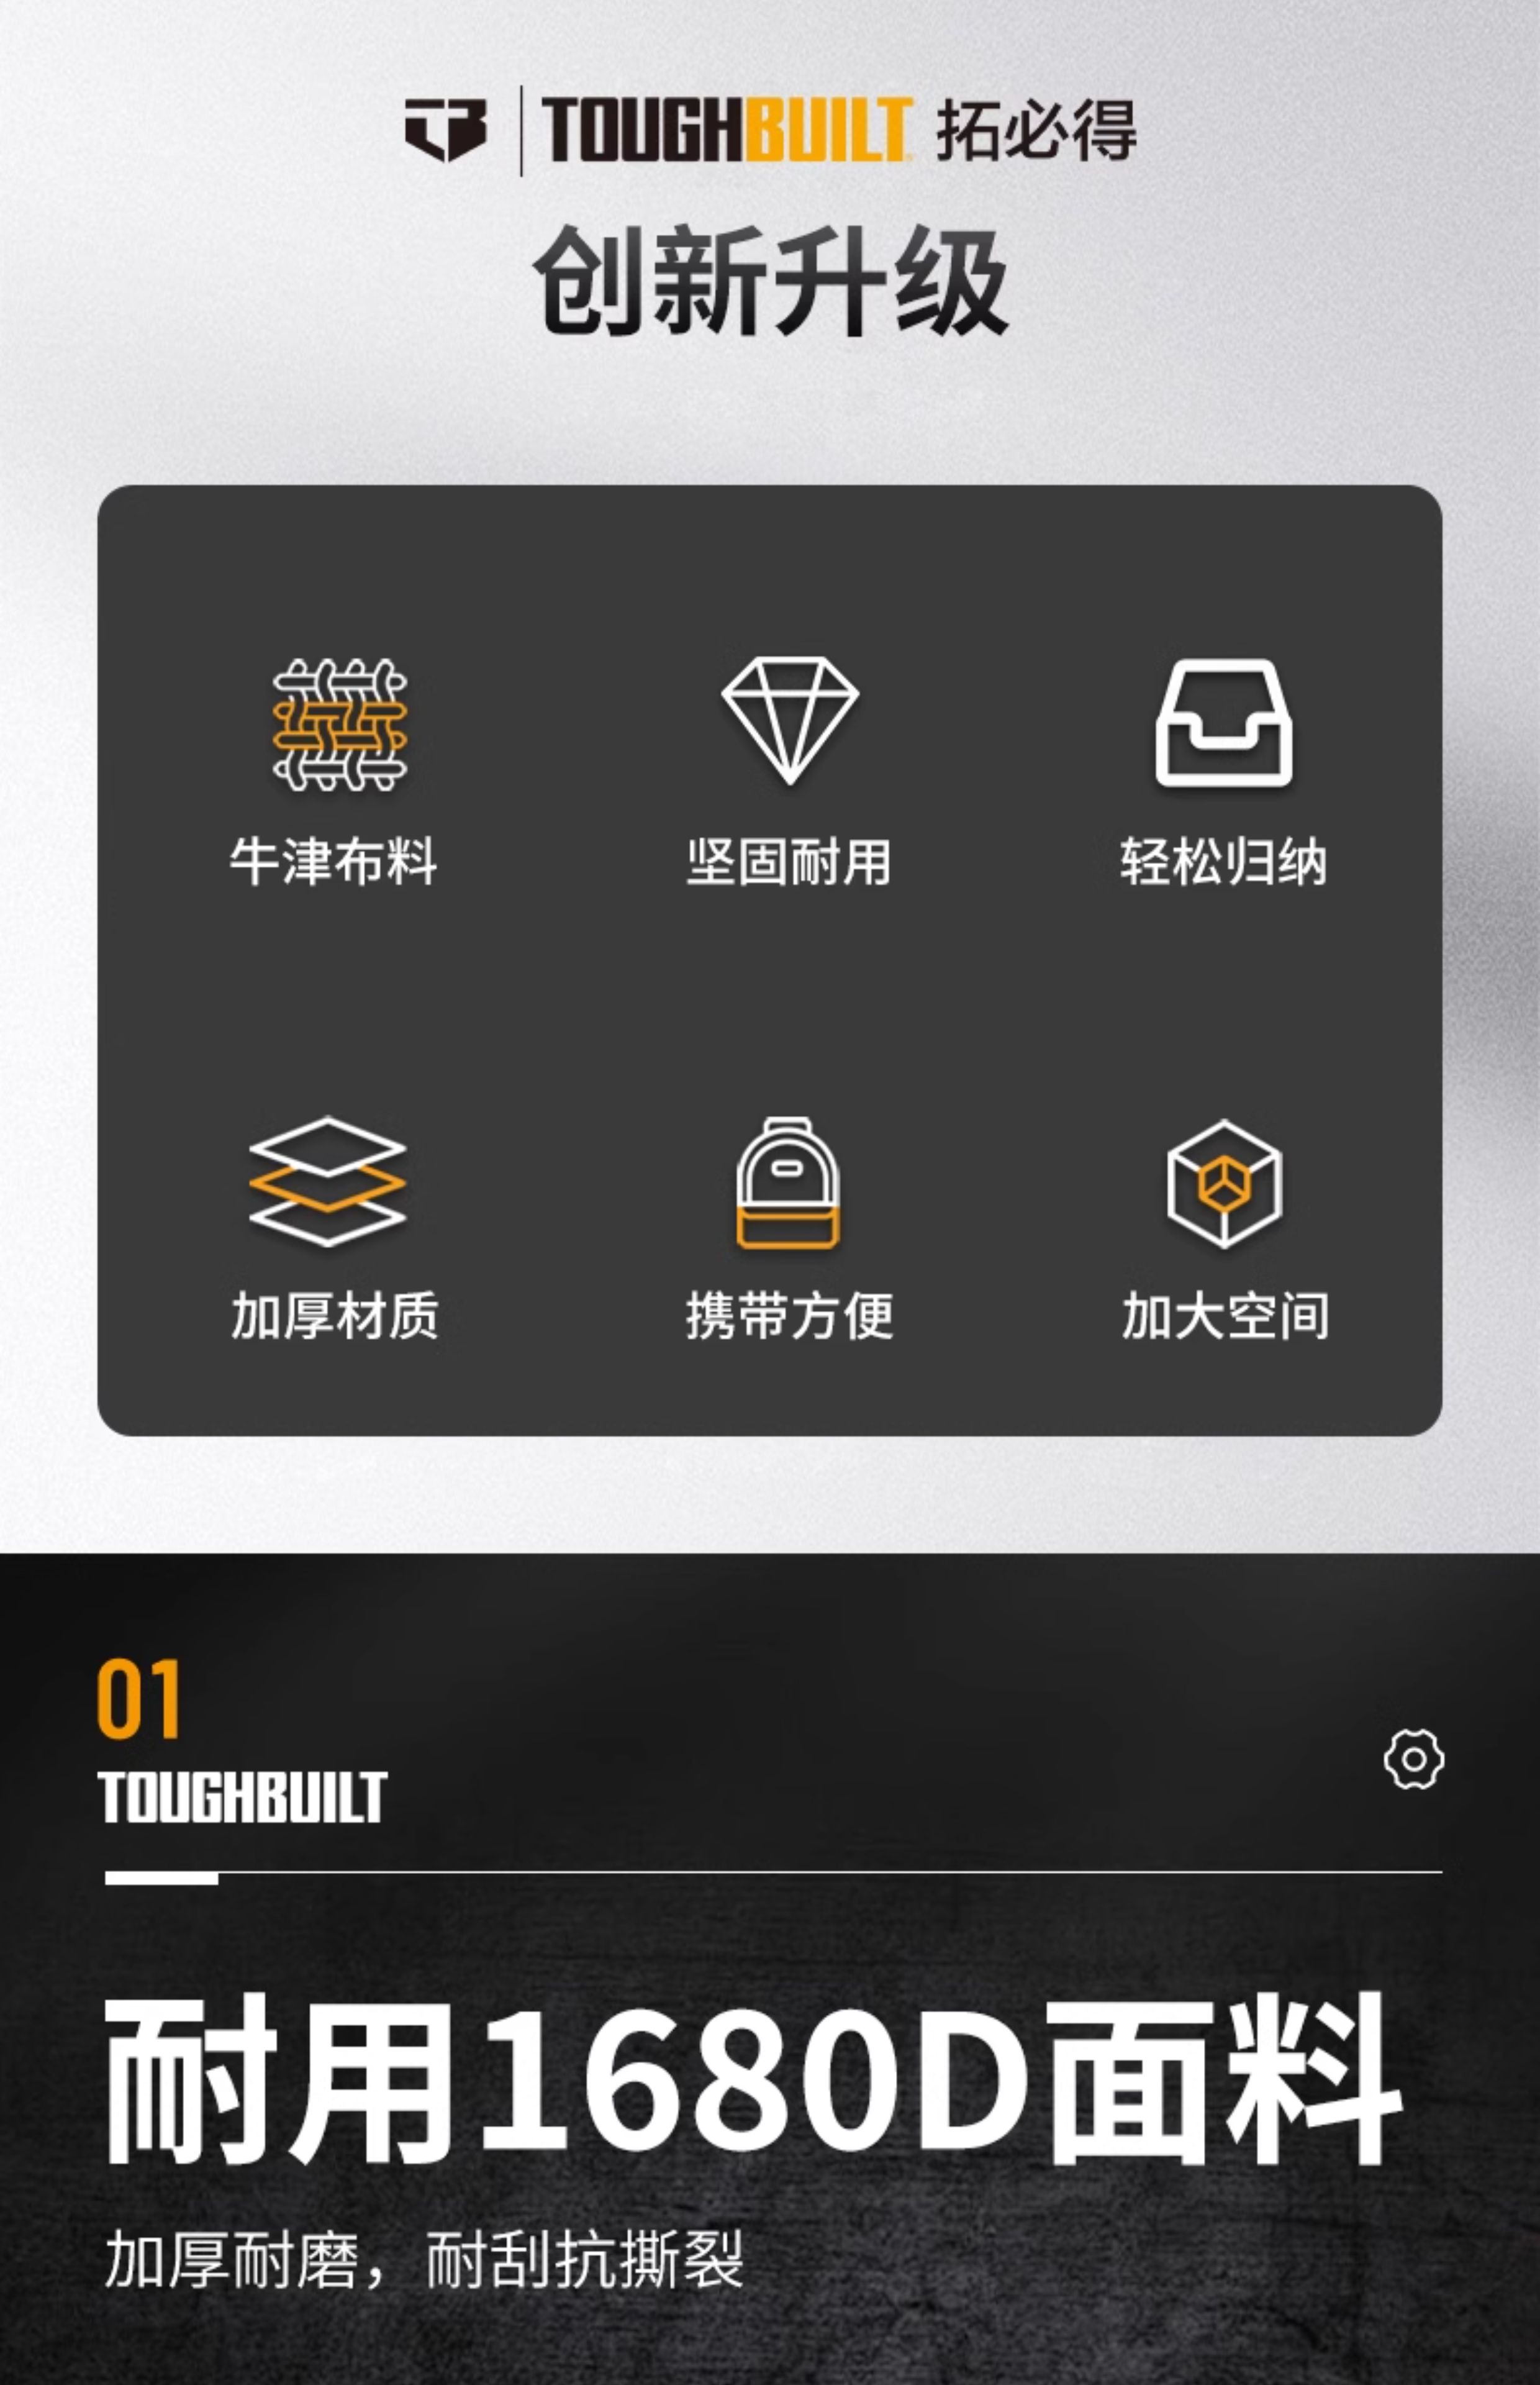 TOUGHBUILT 拓必得
创新升级
牛津布料 坚固耐用 轻松归纳
加厚材质 携带方便 加大空间
01
TOUGHBUILT
耐用1680D面料
加厚耐磨，耐刮抗撕裂